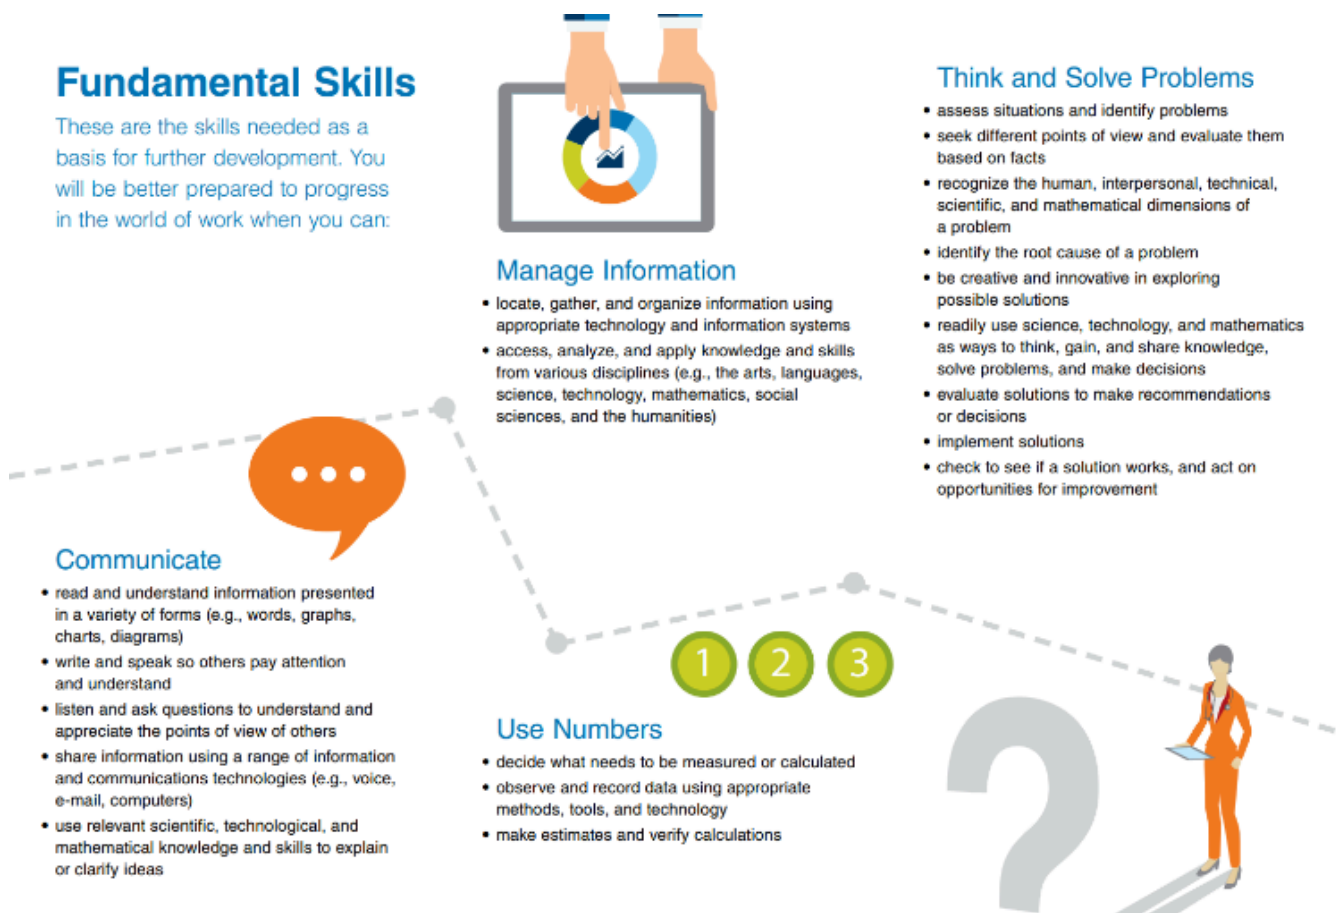 Fundamental Skills
These are the skills needed as a
basis for further development. You
will be better prepared to progress
in the world of work when you can:
Communicate
• read and understand information presented
in a variety of forms (e.g., words, graphs,
charts, diagrams)
• write and speak so others pay attention
and understand
• listen and ask questions to understand and
appreciate the points of view of others
• share information using a range of information
and communications technologies (e.g., voice,
e-mail, computers)
• use relevant scientific, technological, and
mathematical knowledge and skills to explain
or clarify ideas
Manage Information
• locate, gather, and organize information using
appropriate technology and information systems
• access, analyze, and apply knowledge and skills
from various disciplines (e.g., the arts, languages,
science, technology, mathematics, social
sciences, and the humanities)
1 2 3
Use Numbers
• decide what needs to be measured or calculated
• observe and record data using appropriate
methods, tools, and technology
• make estimates and verify calculations
Think and Solve Problems
• assess situations and identify problems
• seek different points of view and evaluate them
based on facts
• recognize the human, interpersonal, technical,
scientific, and mathematical dimensions of
a problem
• identify the root cause of a problem
• be creative and innovative in exploring
possible solutions
• readily use science, technology, and mathematics
as ways to think, gain, and share knowledge,
solve problems, and make decisions
• evaluate solutions to make recommendations
or decisions
• implement solutions
• check to see if a solution works, and act on
opportunities for improvement
?